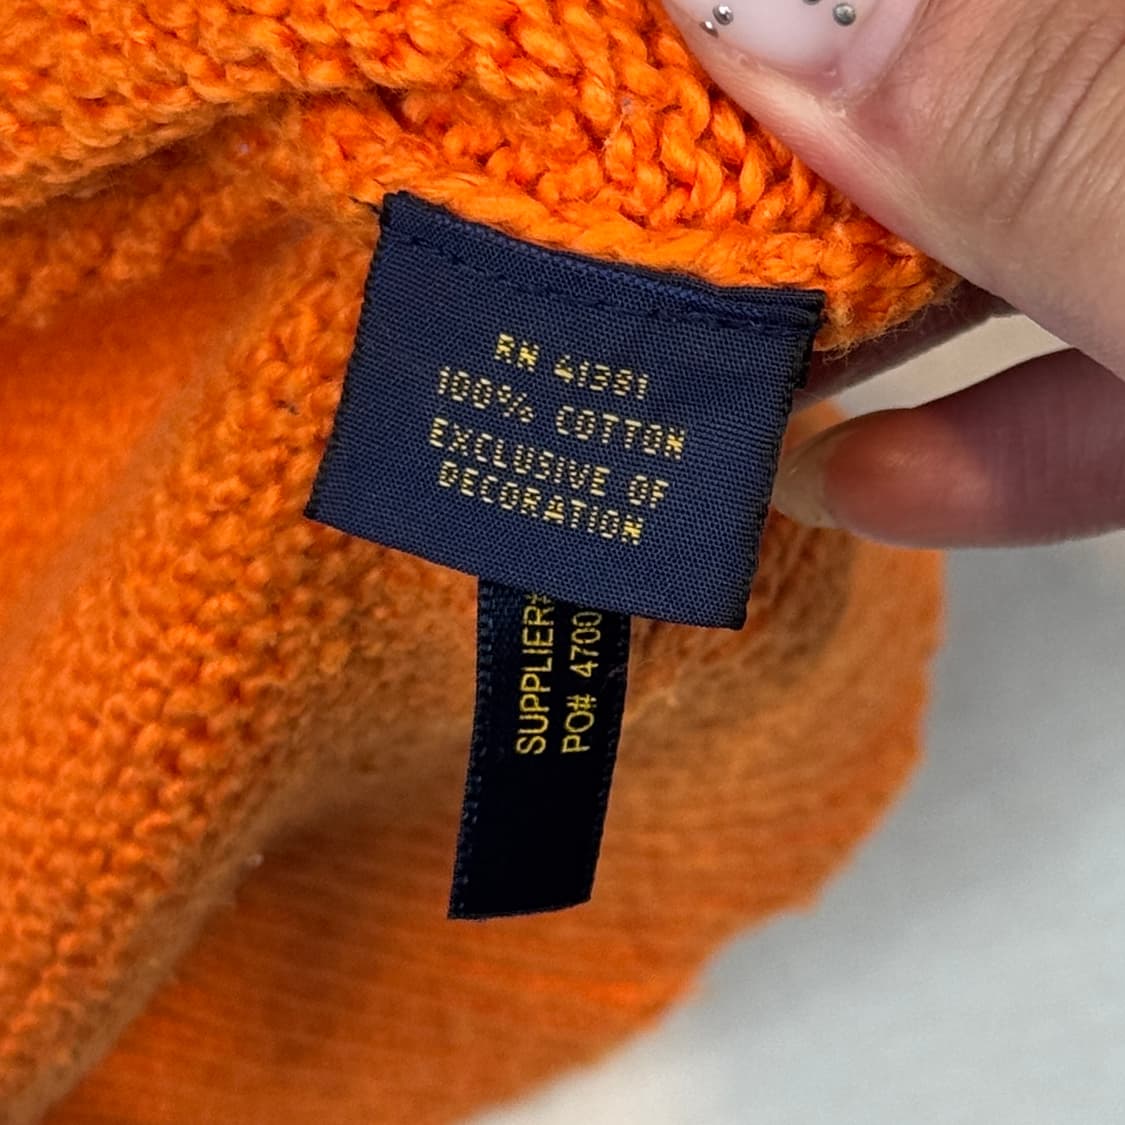 RN 41381
100% COTTON
EXCLUSIVE OF
DECORATION
SUPPLIER#
PO# 4700